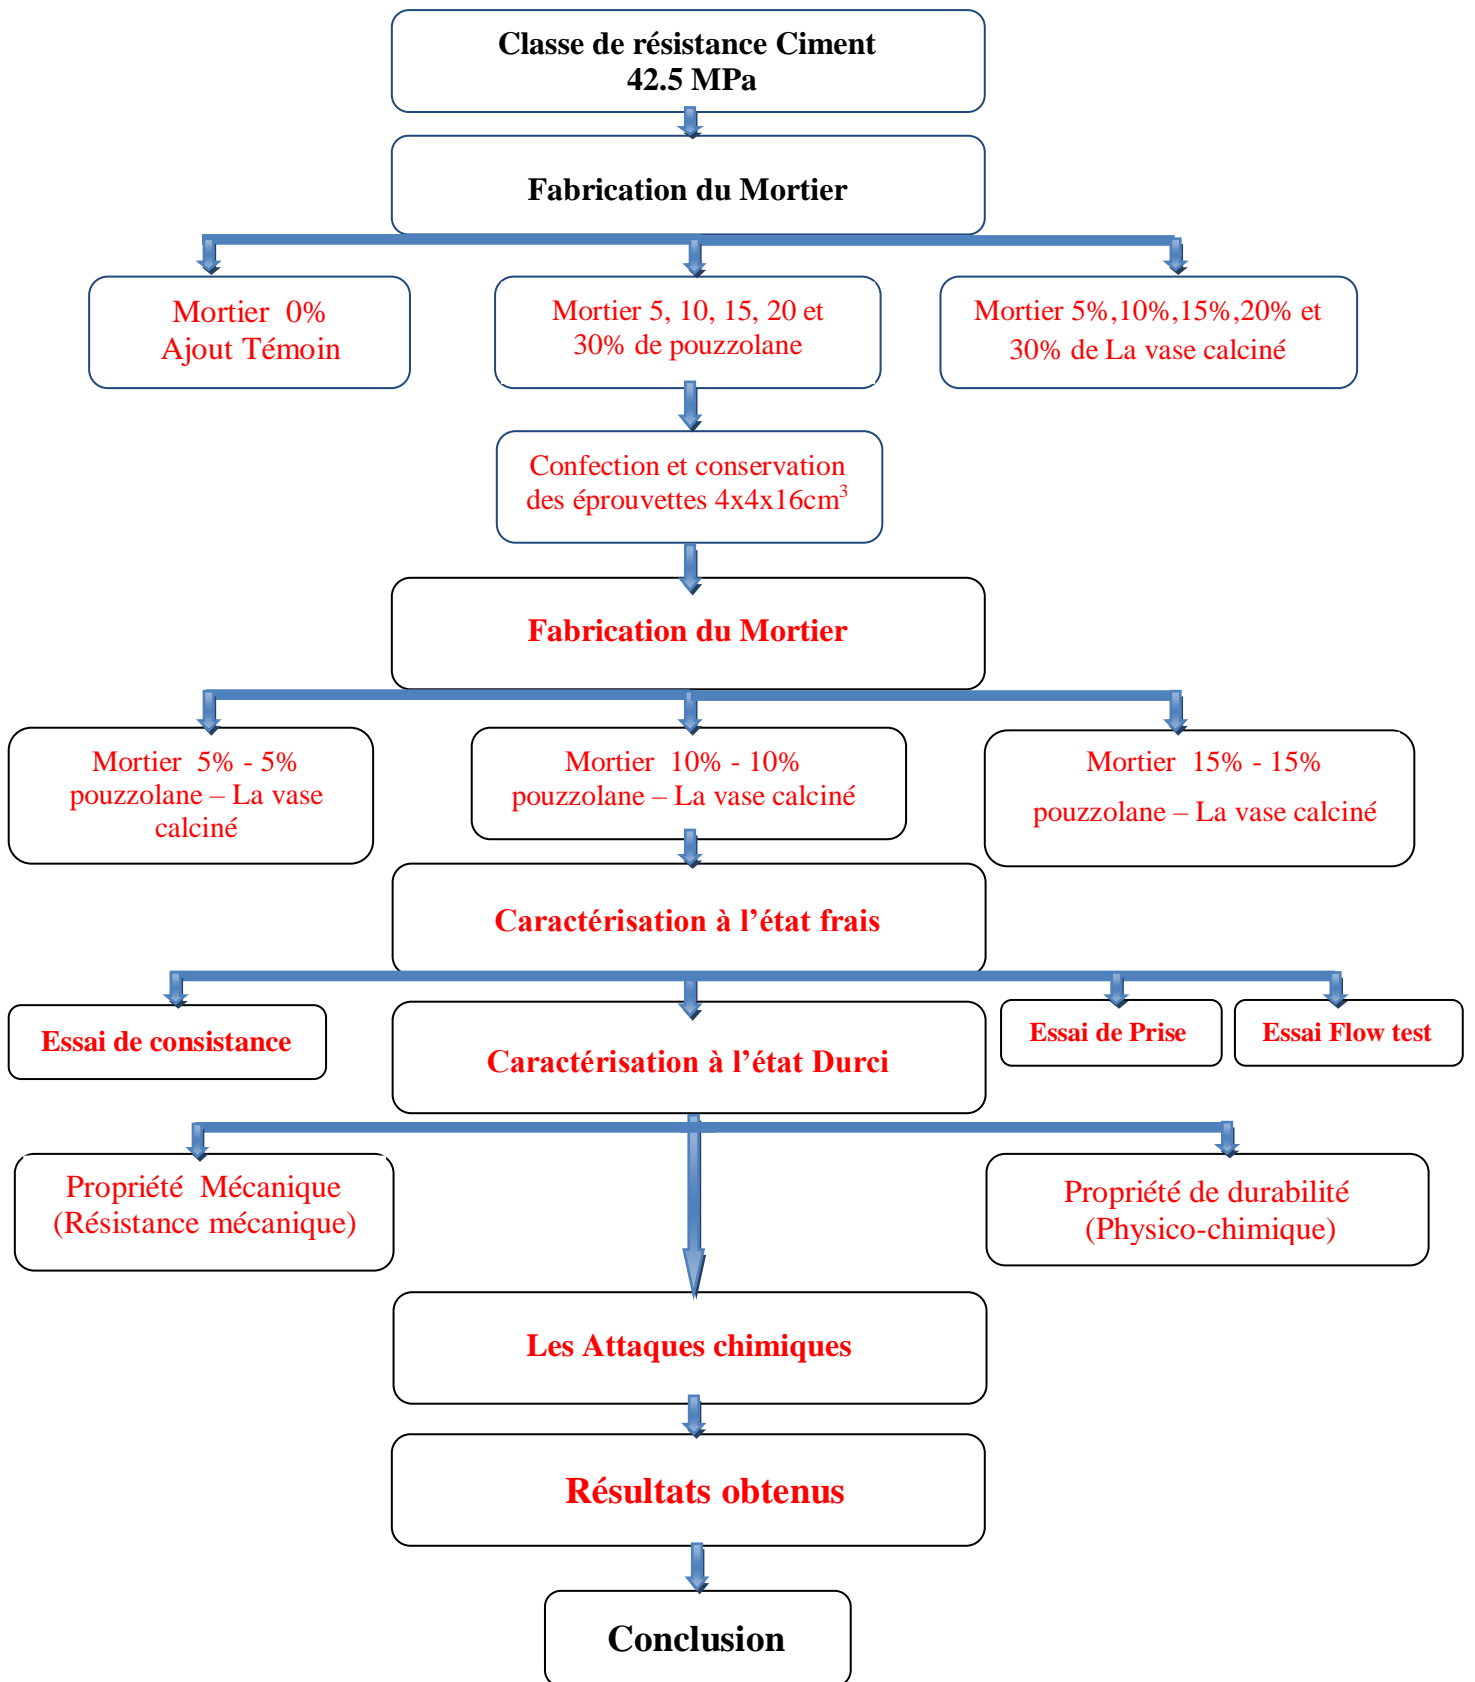 Classe de résistance Ciment
42.5 MPa
Fabrication du Mortier
Mortier  0%
Ajout Témoin
Mortier 5, 10, 15, 20 et
30% de pouzzolane
Mortier 5%,10%,15%,20% et
30% de La vase calciné
Confection et conservation
des éprouvettes 4x4x16cm³
Fabrication du Mortier
Mortier  5% - 5%
pouzzolane – La vase
calciné
Mortier  10% - 10%
pouzzolane – La vase calciné
Mortier  15% - 15%
pouzzolane – La vase calciné
Caractérisation à l’état frais
Essai de consistance
Caractérisation à l’état Durci
Essai de Prise
Essai Flow test
Propriété  Mécanique
(Résistance mécanique)
Propriété de durabilité
(Physico-chimique)
Les Attaques chimiques
Résultats obtenus
Conclusion